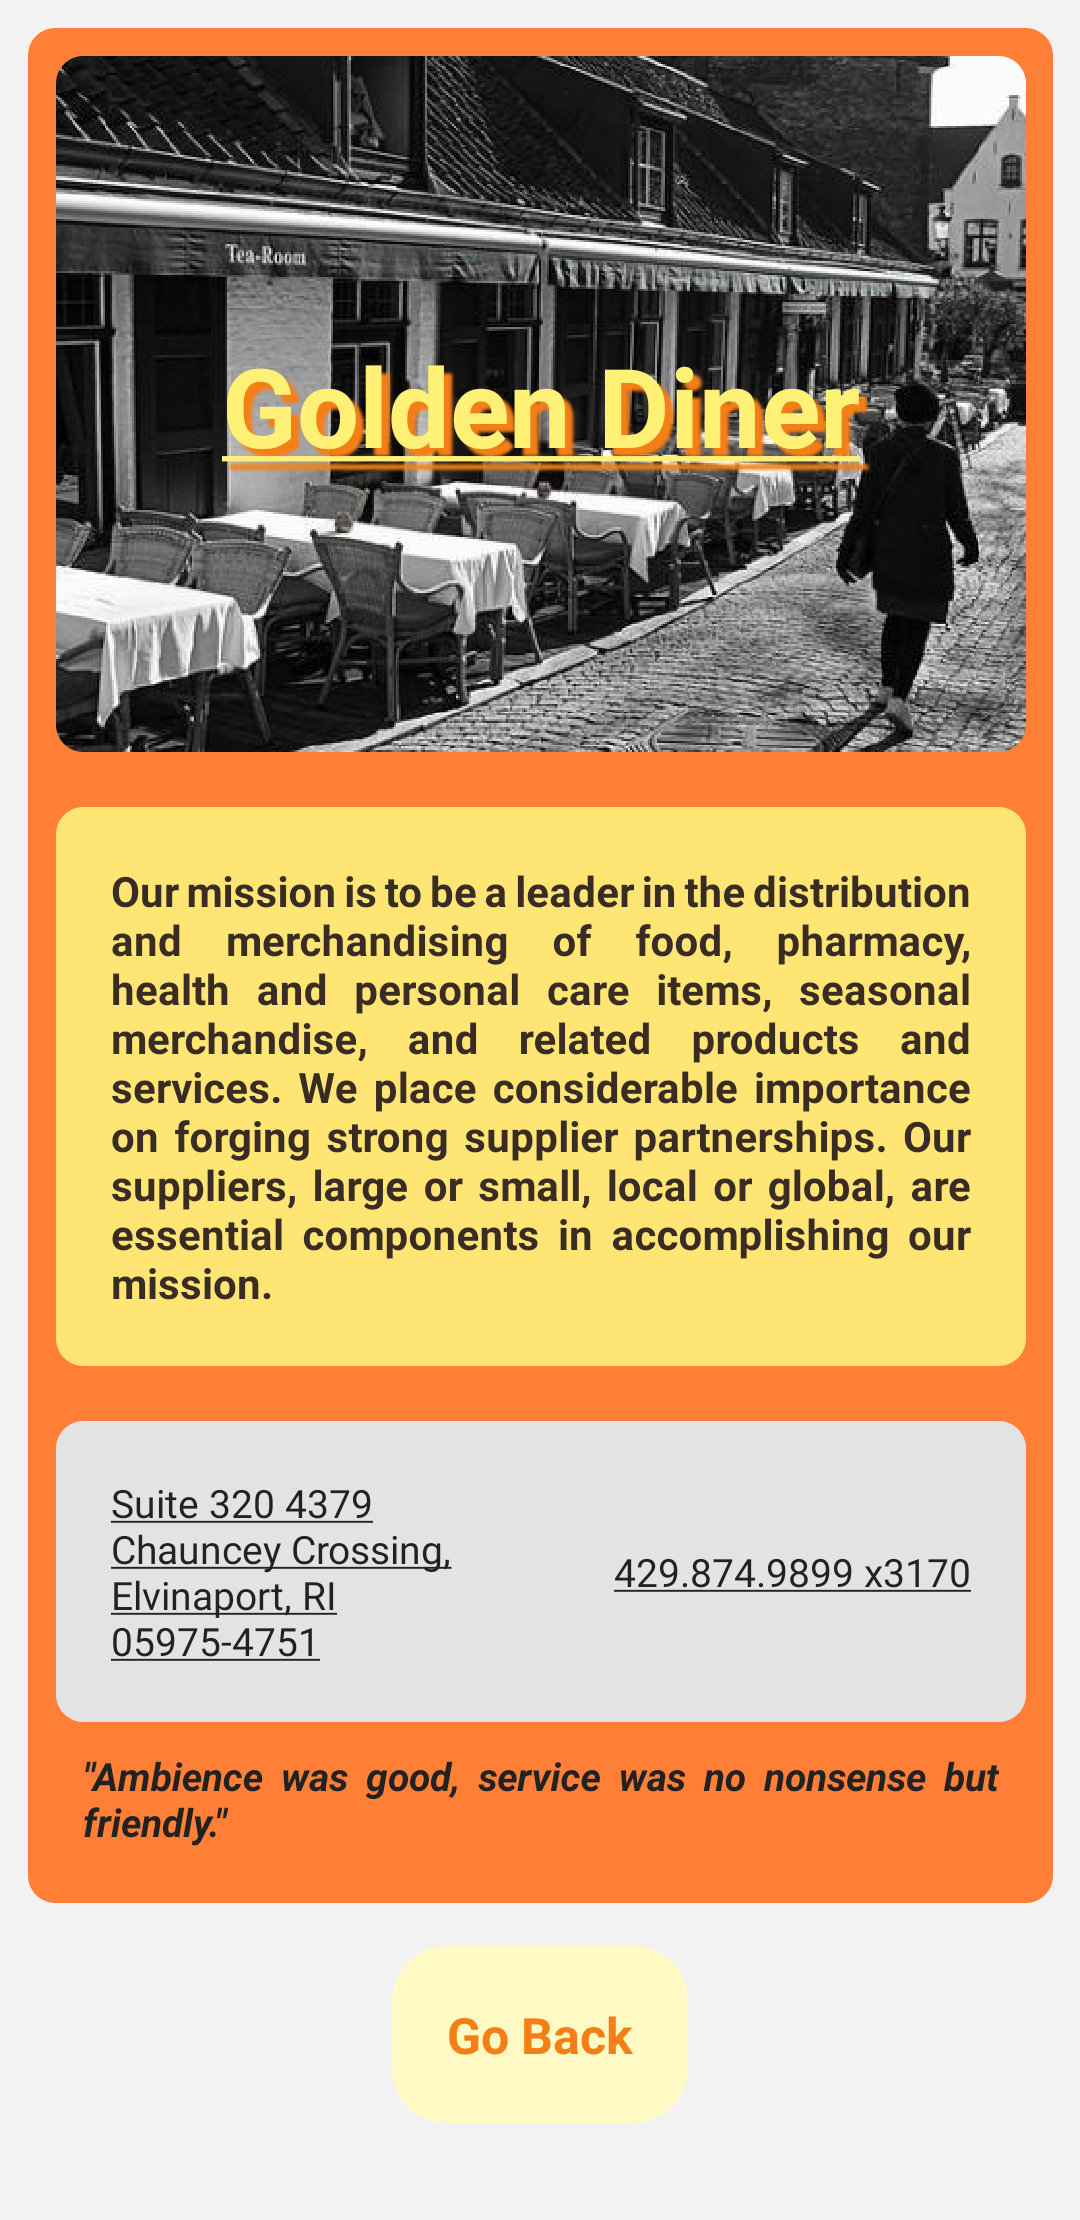 Tea-Room
Golden Diner
Our mission is to be a leader in the distribution
and merchandising of food, pharmacy,
health and personal care items, seasonal
merchandise, and related products and
services. We place considerable importance
on forging strong supplier partnerships. Our
suppliers, large or small, local or global, are
essential components in accomplishing our
mission.
Suite 320 4379
Chauncey Crossing,
Elvinaport, RI
05975-4751
429.874.9899 x3170
"Ambience was good, service was no nonsense but
friendly."
Go Back